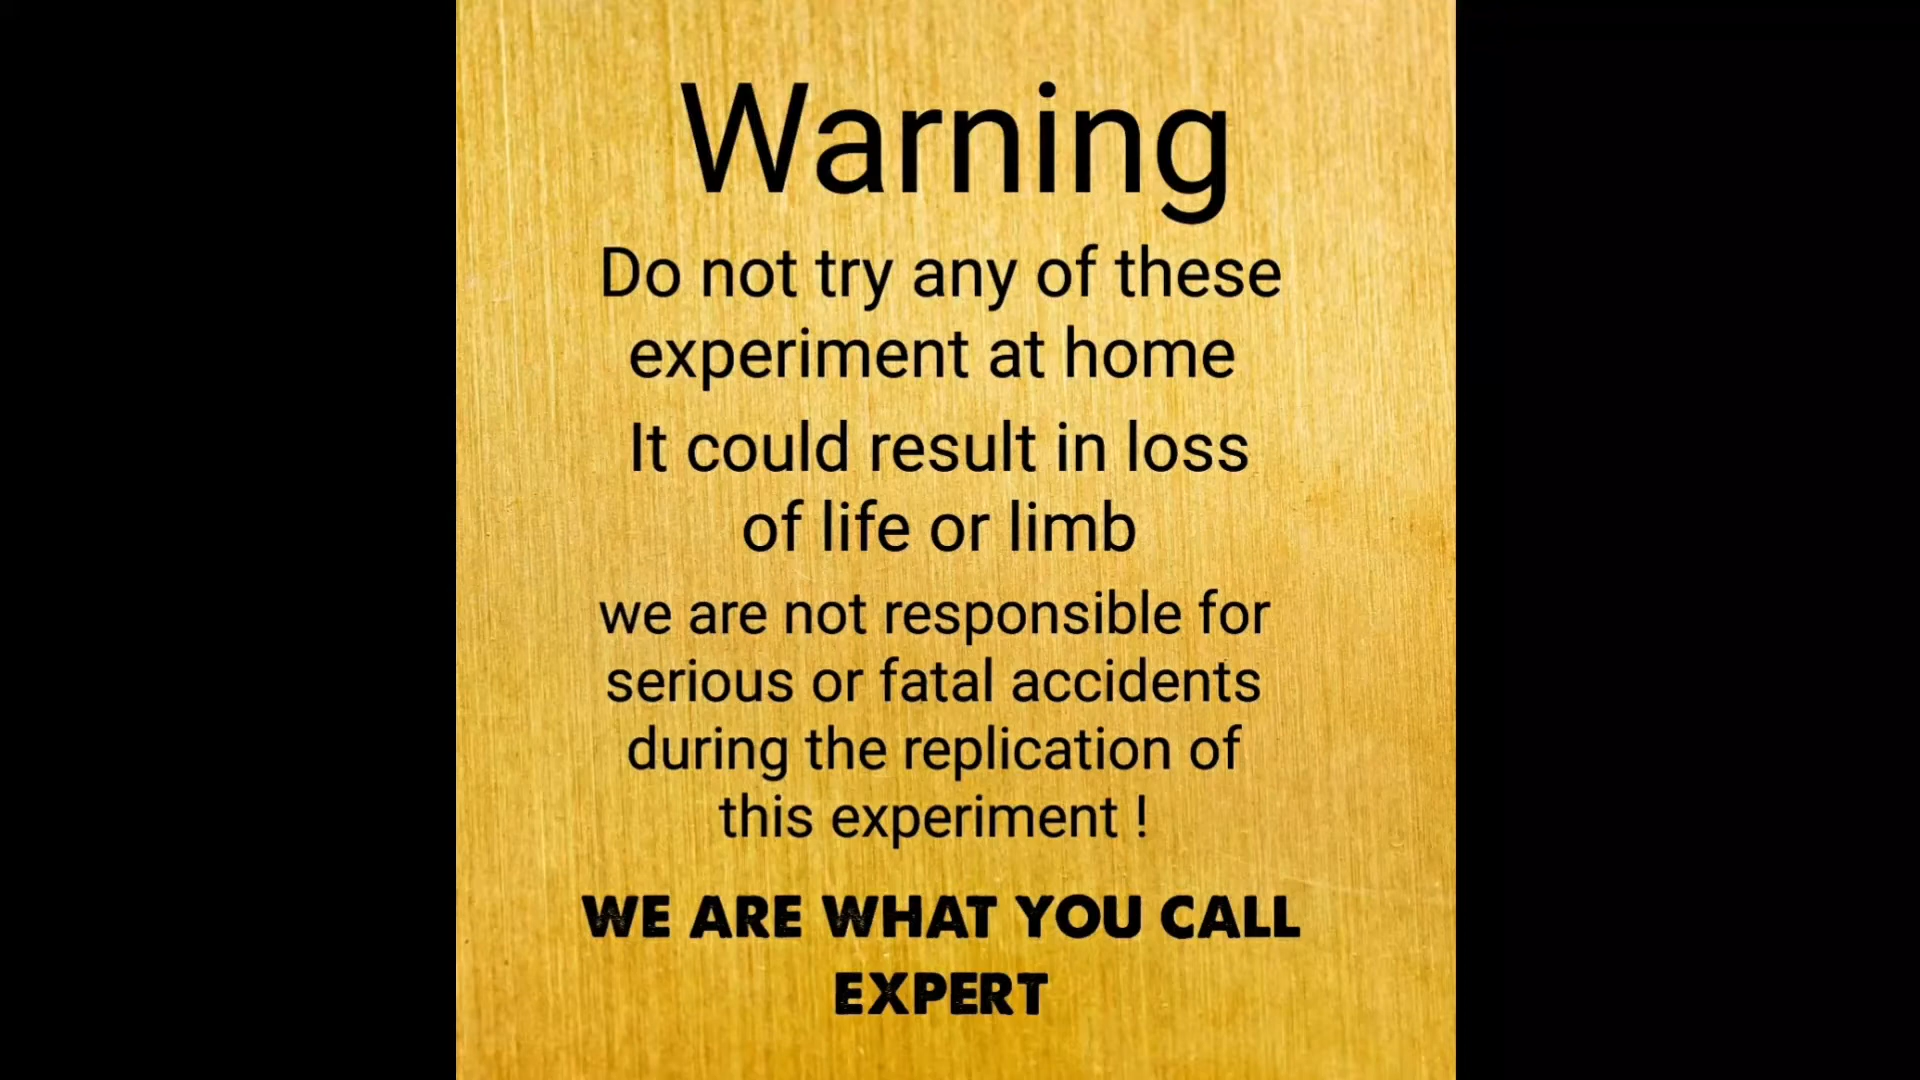 Warning
Do not try any of these
experiment at home
It could result in loss
of life or limb
we are not responsible for
serious or fatal accidents
during the replication of
this experiment !
WE ARE WHAT YOU CALL
EXPERT